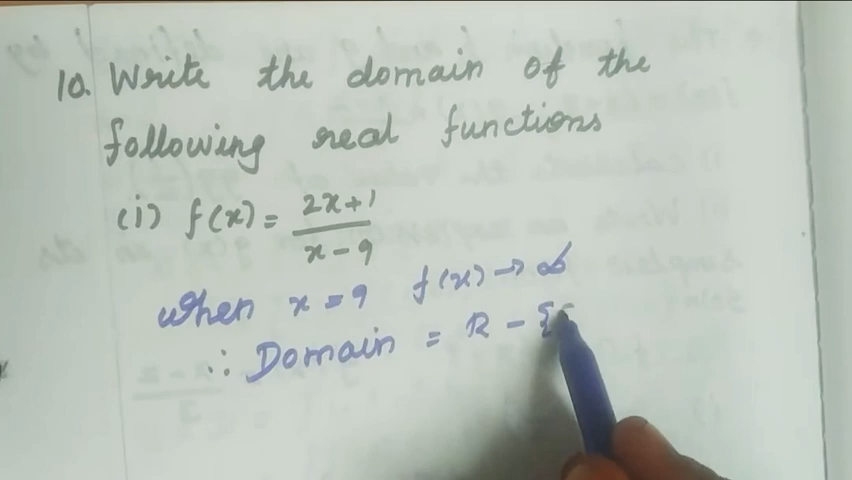 10. Write the domain of the
following real functions
(i) f(x) = 2x+1 / x-9
when x = 9 f(x) → ∞
∴ Domain = R - {